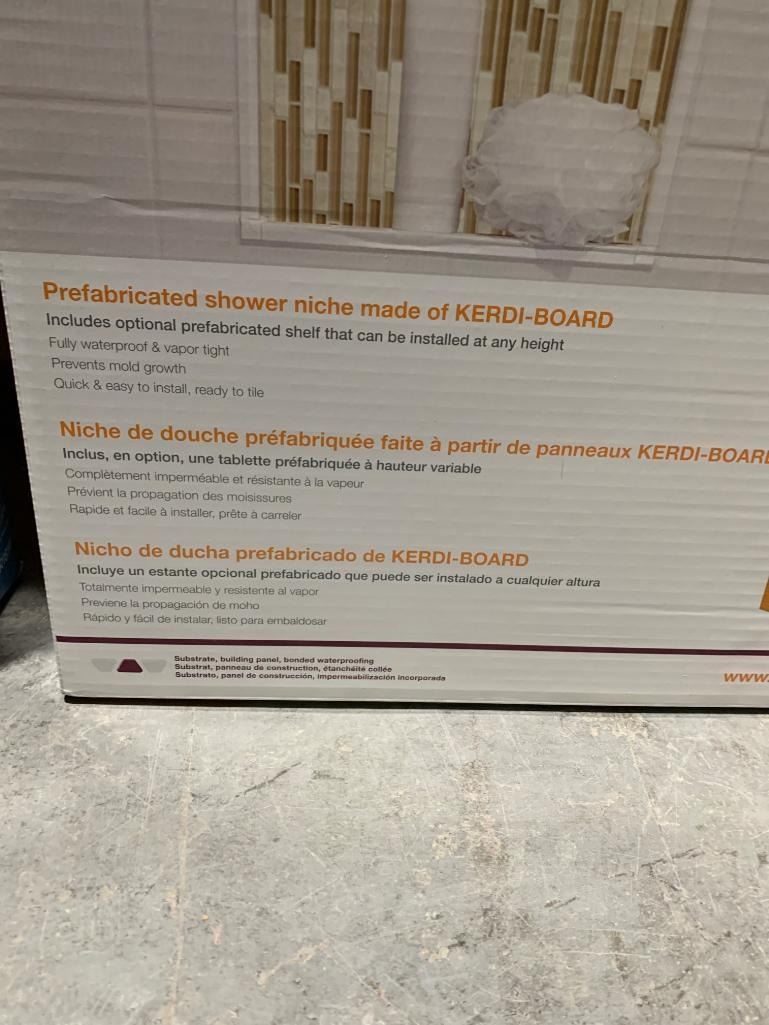 Prefabricated shower niche made of KERDI-BOARD
Includes optional prefabricated shelf that can be installed at any height
Fully waterproof & vapor tight
Prevents mold growth
Quick & easy to install, ready to tile
Niche de douche préfabriquée faite à partir de panneaux KERDI-BOARD
Inclus, en option, une tablette préfabriquée à hauteur variable
Complètement imperméable et résistante à la vapeur
Prévient la propagation des moisissures
Rapide et facile à installer, prête à carreler
Nicho de ducha prefabricado de KERDI-BOARD
Incluye un estante opcional prefabricado que puede ser instalado a cualquier altura
Totalmente impermeable y resistente al vapor
Previene la propagación de moho
Rápido y fácil de instalar, listo para embaldosar
Substrate, building panel, bonded waterproofing
Substrat, panneau de construction, étanchéité collée
Substrato, panel de construcción, impermeabilización incorporada
www.